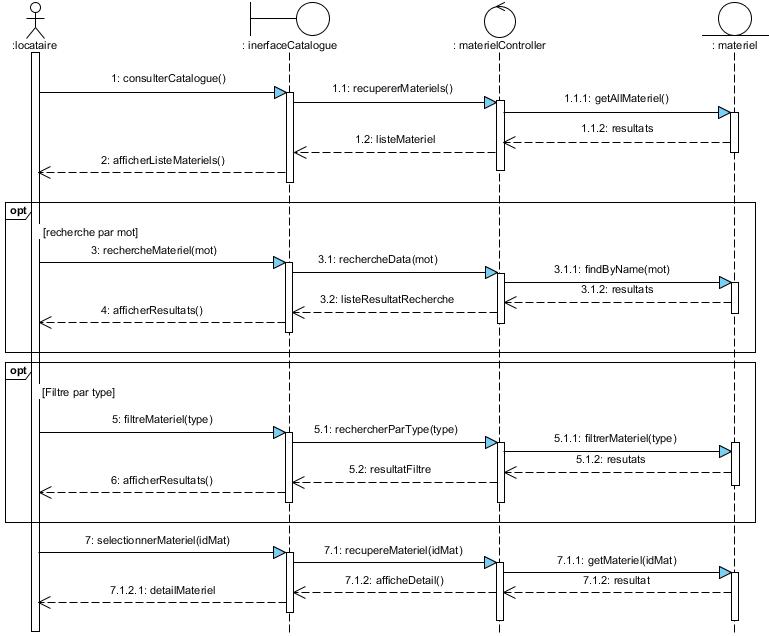 :locataire
: inerfaceCatalogue
: materielController
: materiel
1: consulterCatalogue()
1.1: recupererMateriels()
1.1.1: getAllMateriel()
1.1.2: resultats
1.2: listeMateriel
2: afficherListeMateriels()
opt
[recherche par mot]
3: rechercheMateriel(mot)
3.1: rechercheData(mot)
3.1.1: findByName(mot)
3.1.2: resultats
3.2: listeResultatRecherche
4: afficherResultats()
opt
[Filtre par type]
5: filtreMateriel(type)
5.1: rechercherParType(type)
5.1.1: filtrerMateriel(type)
5.1.2: resutats
5.2: resultatFiltre
6: afficherResultats()
7: selectionnerMateriel(idMat)
7.1: recupereMateriel(idMat)
7.1.1: getMateriel(idMat)
7.1.2: resultat
7.1.2: afficheDetail()
7.1.2.1: detailMateriel